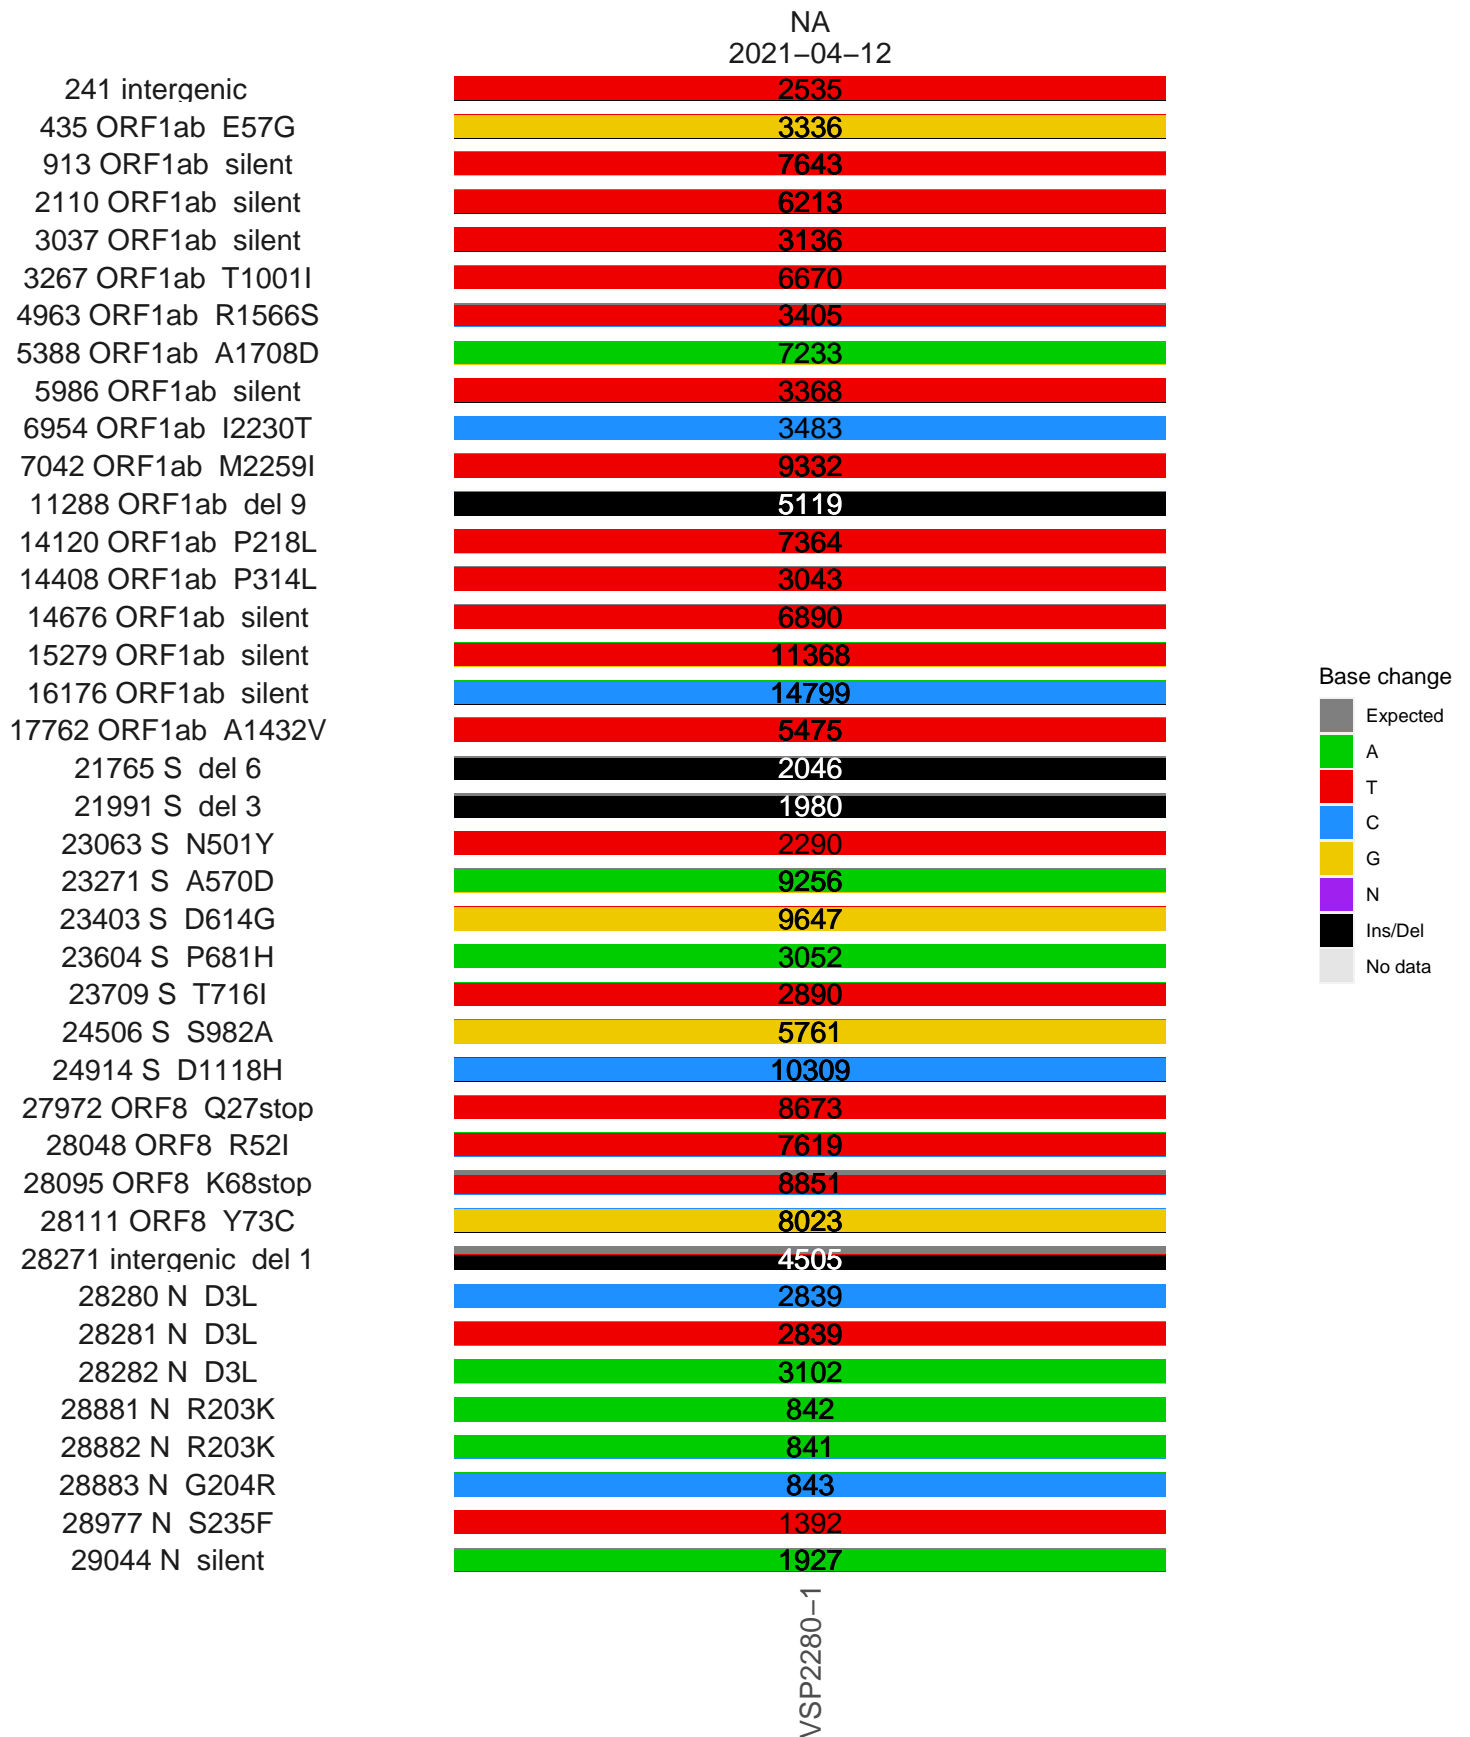 NA
2021−04−12
241 intergenic 2535
435 ORF1ab E57G 3336
913 ORF1ab silent 7643
2110 ORF1ab silent 6213
3037 ORF1ab silent 3136
3267 ORF1ab T1001I 6670
4963 ORF1ab R1566S 3405
5388 ORF1ab A1708D 7233
5986 ORF1ab silent 3368
6954 ORF1ab I2230T 3483
7042 ORF1ab M2259I 9332
11288 ORF1ab del 9 5119
14120 ORF1ab P218L 7364
14408 ORF1ab P314L 3043
14676 ORF1ab silent 6890
15279 ORF1ab silent 11368
16176 ORF1ab silent 14799
17762 ORF1ab A1432V 5475
21765 S del 6 2046
21991 S del 3 1980
23063 S N501Y 2290
23271 S A570D 9256
23403 S D614G 9647
23604 S P681H 3052
23709 S T716I 2890
24506 S S982A 5761
24914 S D1118H 10309
27972 ORF8 Q27stop 8673
28048 ORF8 R52I 7619
28095 ORF8 K68stop 8851
28111 ORF8 Y73C 8023
28271 intergenic del 1 4505
28280 N D3L 2839
28281 N D3L 2839
28282 N D3L 3102
28881 N R203K 842
28882 N R203K 841
28883 N G204R 843
28977 N S235F 1392
29044 N silent 1927
VSP2280−1
Base change
Expected
A
T
C
G
N
Ins/Del
No data